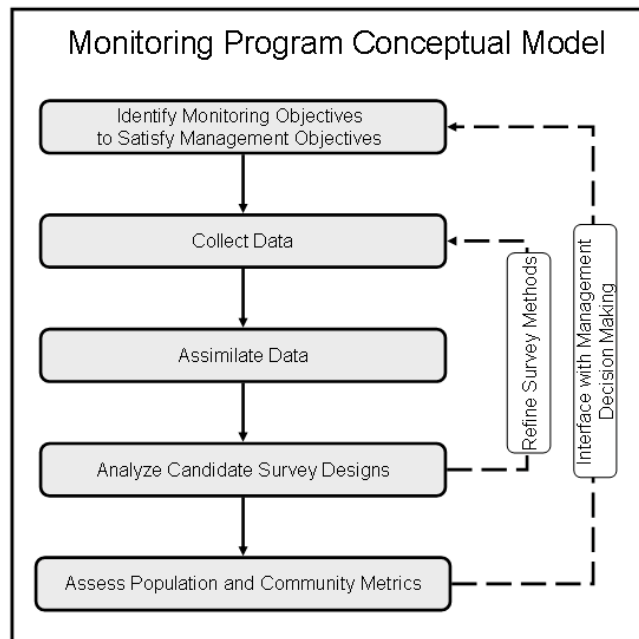 Monitoring Program Conceptual Model
Identify Monitoring Objectives
to Satisfy Management Objectives
Collect Data
Assimilate Data
Analyze Candidate Survey Designs
Assess Population and Community Metrics
Refine Survey Methods
Interface with Management
Decision Making